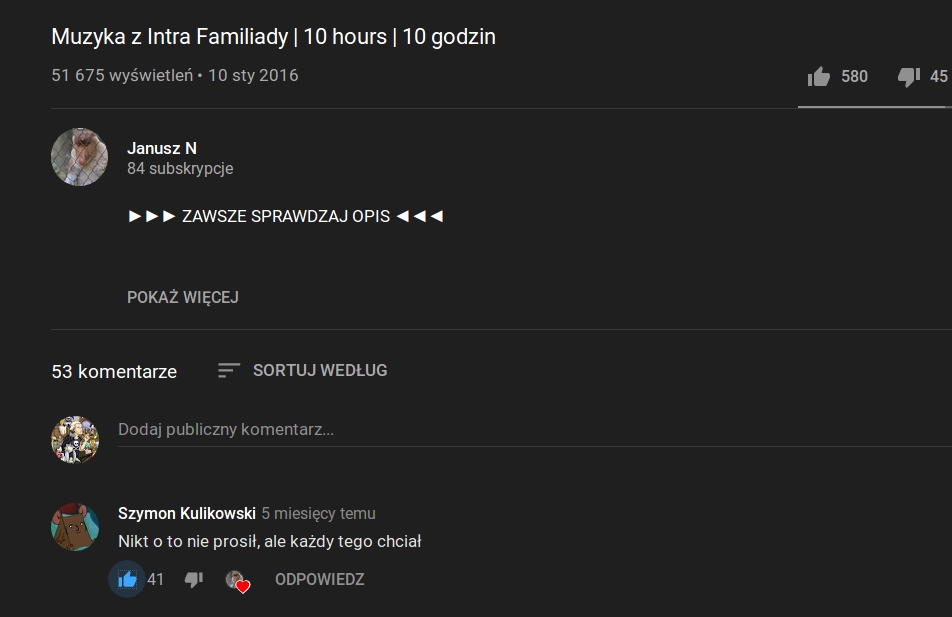 Muzyka z Intra Familiady | 10 hours | 10 godzin
51 675 wyświetleń • 10 sty 2016
580 45
Janusz N
84 subskrypcje
►►► ZAWSZE SPRAWDZAJ OPIS ◄◄◄
POKAŻ WIĘCEJ
53 komentarze SORTUJ WEDŁUG
Dodaj publiczny komentarz...
Szymon Kulikowski 5 miesięcy temu
Nikt o to nie prosił, ale każdy tego chciał
41 ODPOWIEDZ